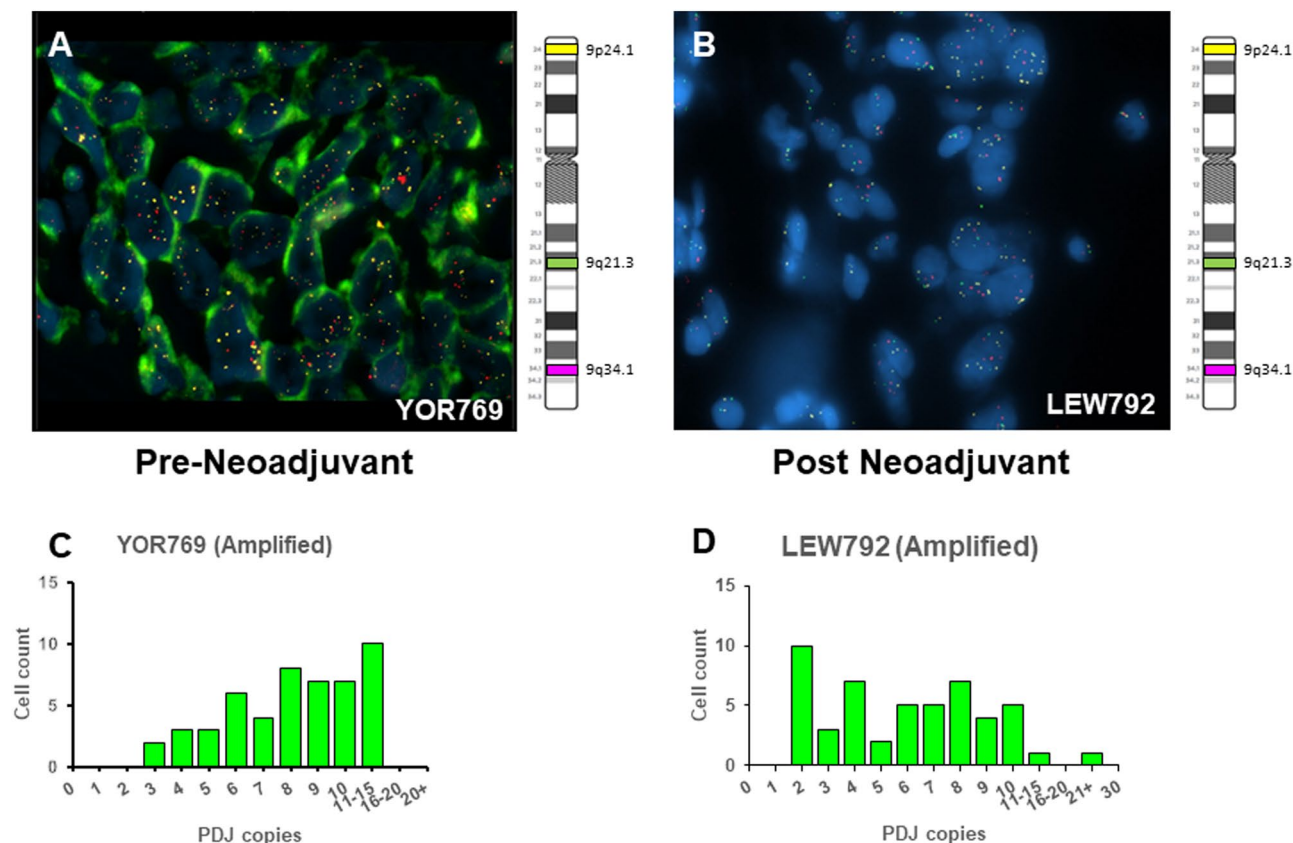 A
YOR769
9p24.1
9q21.3
9q34.1
B
LEW792
9p24.1
9q21.3
9q34.1
Pre-Neoadjuvant
Post Neoadjuvant
C
YOR769 (Amplified)
15
10
5
0
Cell count
0 1 2 3 4 5 6 7 8 9 10 11-15 16-20 20+
PDJ copies
D
LEW792 (Amplified)
15
10
5
0
Cell count
0 1 2 3 4 5 6 7 8 9 10 11-15 16-20 21+ 30
PDJ copies